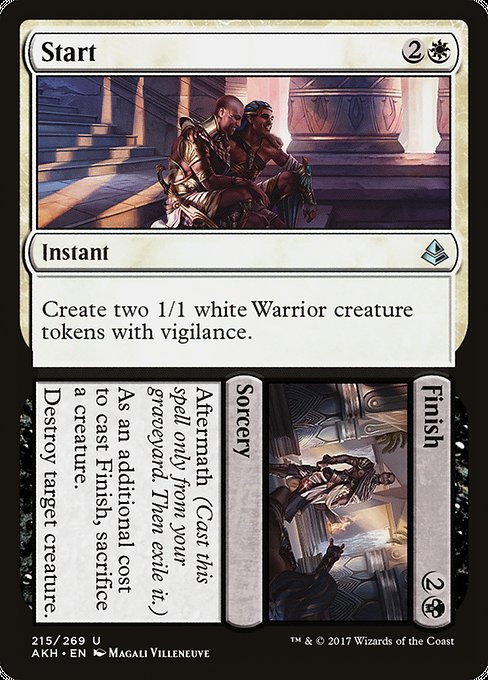 Start 2
Instant
Create two 1/1 white Warrior creature
tokens with vigilance.
Finish 2
Sorcery
Aftermath (Cast this
spell only from your
graveyard. Then exile it.)
As an additional cost
to cast Finish, sacrifice
a creature.
Destroy target creature.
215/269 U
AKH • EN MAGALI VILLENEUVE
™ & © 2017 Wizards of the Coast